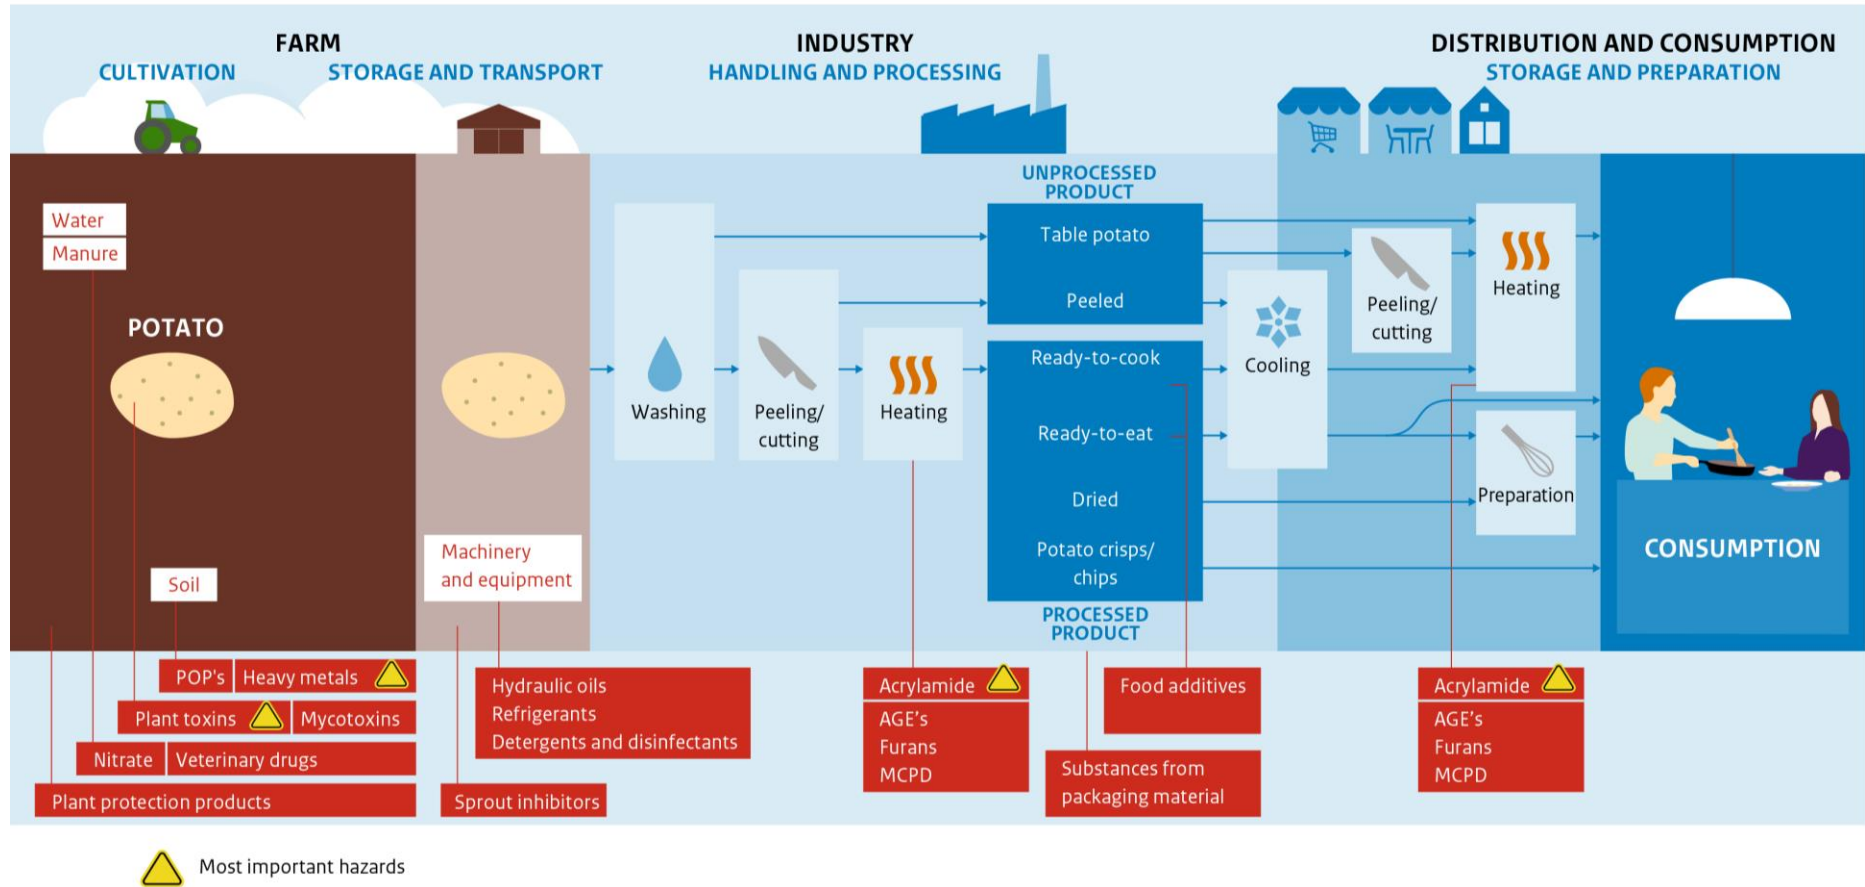 FARM
CULTIVATION
STORAGE AND TRANSPORT
INDUSTRY
HANDLING AND PROCESSING
DISTRIBUTION AND CONSUMPTION
STORAGE AND PREPARATION
Water
Manure
POTATO
Soil
Machinery
and equipment
Washing
Peeling/
cutting
Heating
UNPROCESSED
PRODUCT
Table potato
Peeled
Ready-to-cook
Ready-to-eat
Dried
Potato crisps/
chips
PROCESSED
PRODUCT
Cooling
Peeling/
cutting
Heating
Preparation
CONSUMPTION
POP's
Heavy metals
Plant toxins
Mycotoxins
Nitrate
Veterinary drugs
Plant protection products
Hydraulic oils
Refrigerants
Detergents and disinfectants
Sprout inhibitors
Acrylamide
AGE's
Furans
MCPD
Food additives
Substances from
packaging material
Acrylamide
AGE's
Furans
MCPD
Most important hazards